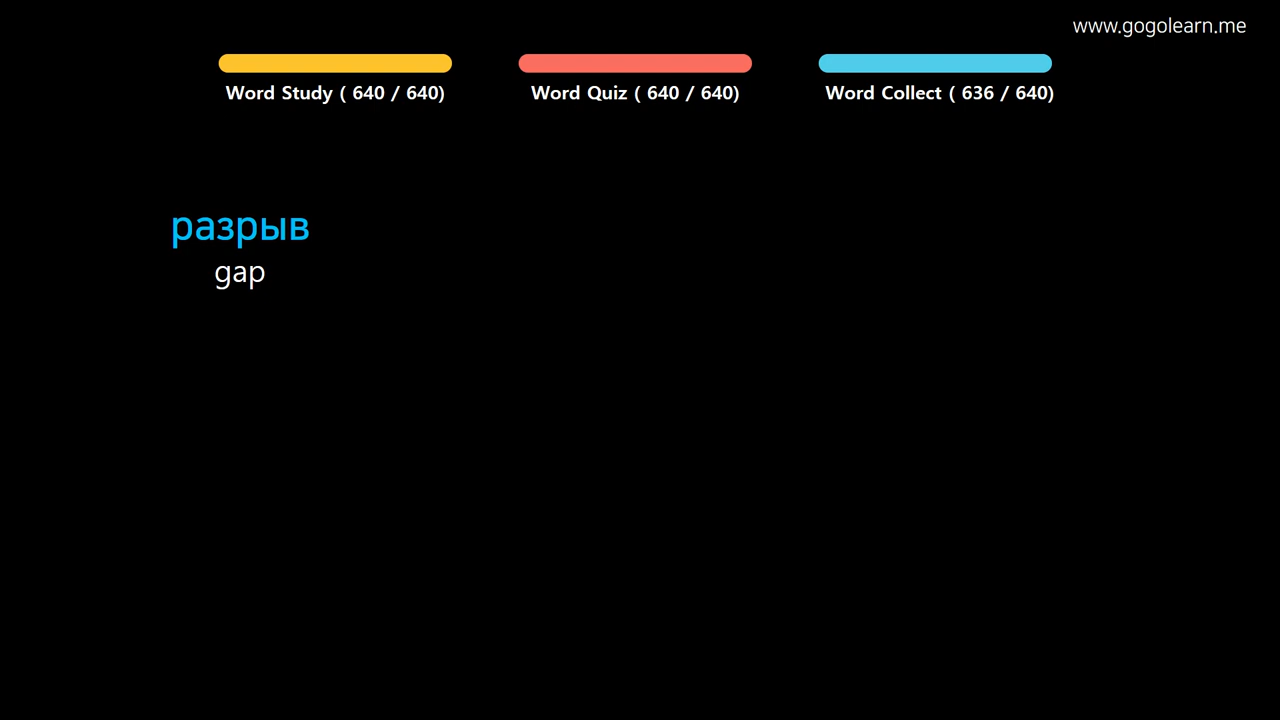 www.gogolearn.me
Word Study ( 640 / 640)
Word Quiz ( 640 / 640)
Word Collect ( 636 / 640)
разрыв
gap